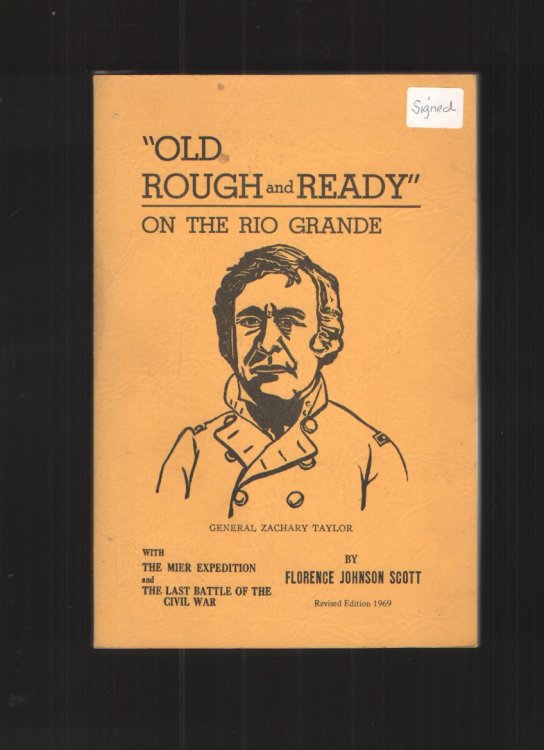 Signed
"OLD
ROUGH and READY"
ON THE RIO GRANDE
GENERAL ZACHARY TAYLOR
WITH
THE MIER EXPEDITION
and
THE LAST BATTLE OF THE
CIVIL WAR
BY
FLORENCE JOHNSON SCOTT
Revised Edition 1969